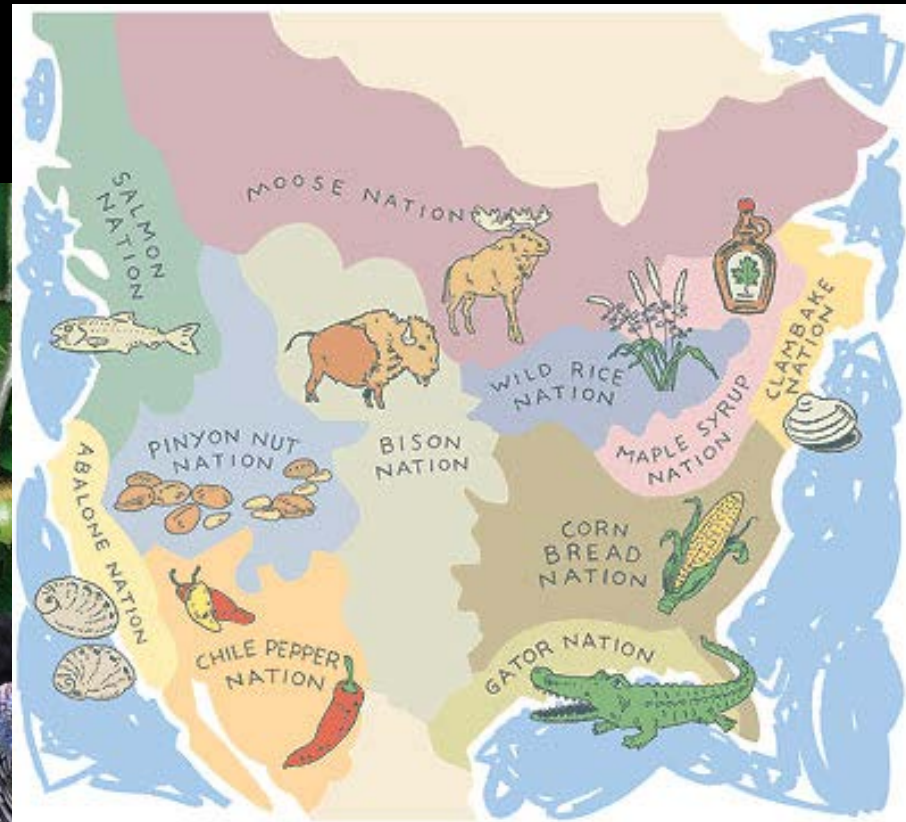 SALMON
NATION
MOOSE NATION
WILD RICE
NATION
MAPLE SYRUP
NATION
CLAMBAKE
NATION
PINYON NUT
NATION
BISON
NATION
ABALONE NATION
CORN
BREAD
NATION
CHILE PEPPER
NATION
GATOR NATION